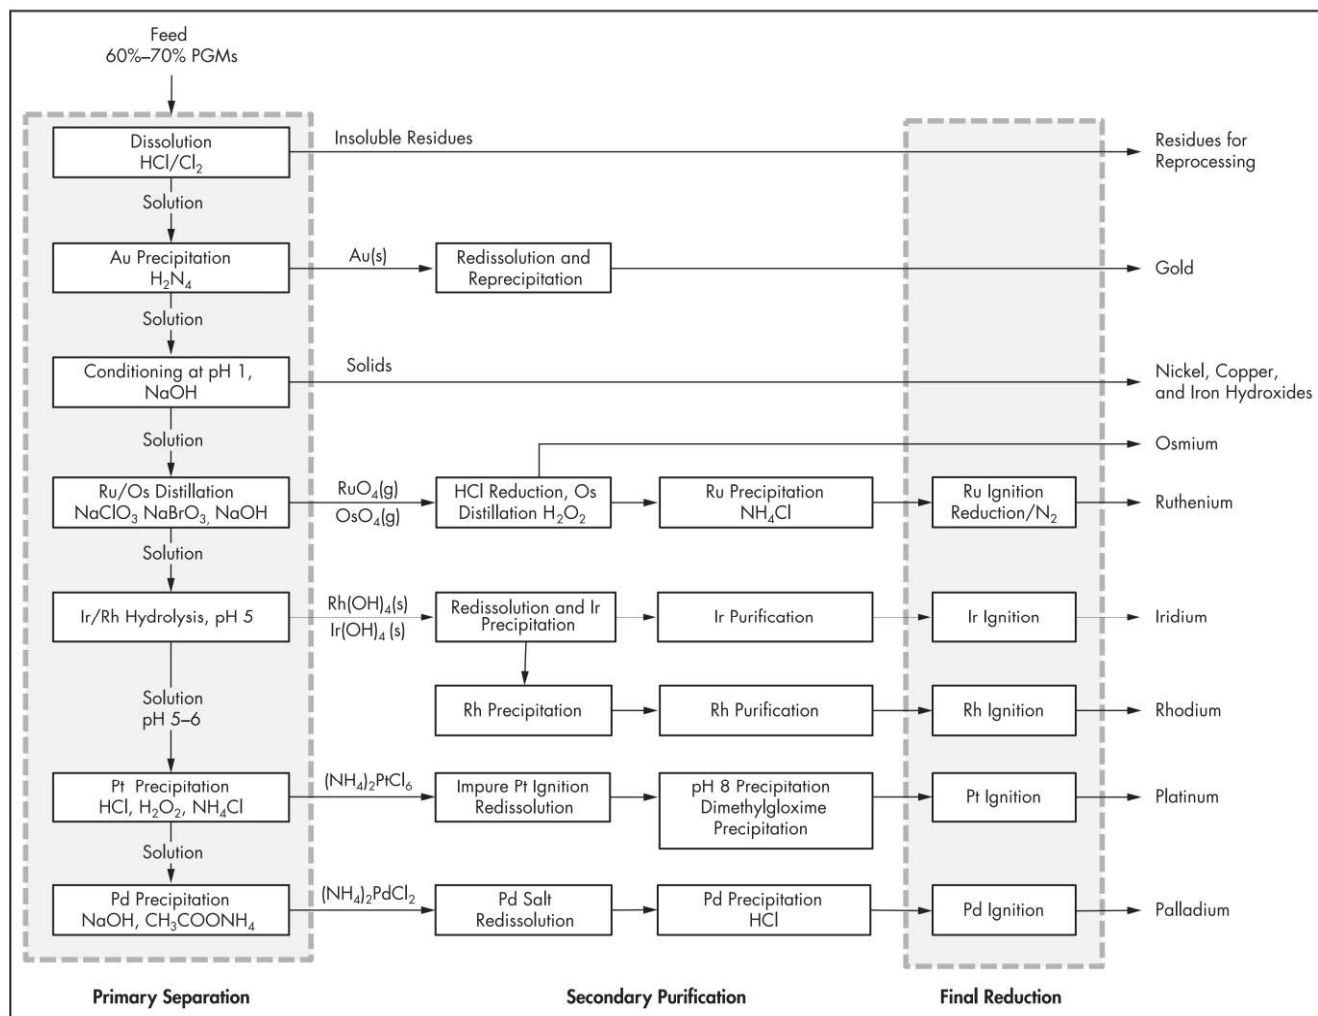 Feed
60%–70% PGMs
Dissolution
HCl/Cl₂
Insoluble Residues
Residues for
Reprocessing
Solution
Au Precipitation
H₂N₄
Au(s)
Redissolution and
Reprecipitation
Gold
Solution
Conditioning at pH 1,
NaOH
Solids
Nickel, Copper,
and Iron Hydroxides
Solution
Osmium
Ru/Os Distillation
NaClO₃ NaBrO₃, NaOH
RuO₄(g)
OsO₄(g)
HCl Reduction, Os
Distillation H₂O₂
Ru Precipitation
NH₄Cl
Ru Ignition
Reduction/N₂
Ruthenium
Solution
Ir/Rh Hydrolysis, pH 5
Rh(OH)₄(s)
Ir(OH)₄ (s)
Redissolution and Ir
Precipitation
Ir Purification
Ir Ignition
Iridium
Solution
pH 5–6
Rh Precipitation
Rh Purification
Rh Ignition
Rhodium
Pt Precipitation
HCl, H₂O₂, NH₄Cl
(NH₄)₂PtCl₆
Impure Pt Ignition
Redissolution
pH 8 Precipitation
Dimethylgloxime
Precipitation
Pt Ignition
Platinum
Solution
Pd Precipitation
NaOH, CH₃COONH₄
(NH₄)₂PdCl₂
Pd Salt
Redissolution
Pd Precipitation
HCl
Pd Ignition
Palladium
Primary Separation
Secondary Purification
Final Reduction